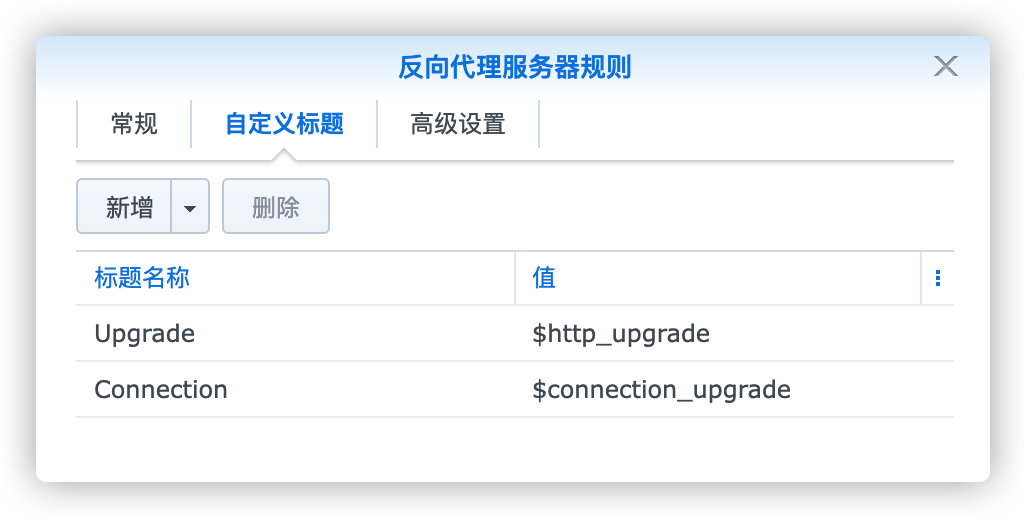 反向代理服务器规则
常规 自定义标题 高级设置
新增 删除
标题名称 值
Upgrade $http_upgrade
Connection $connection_upgrade